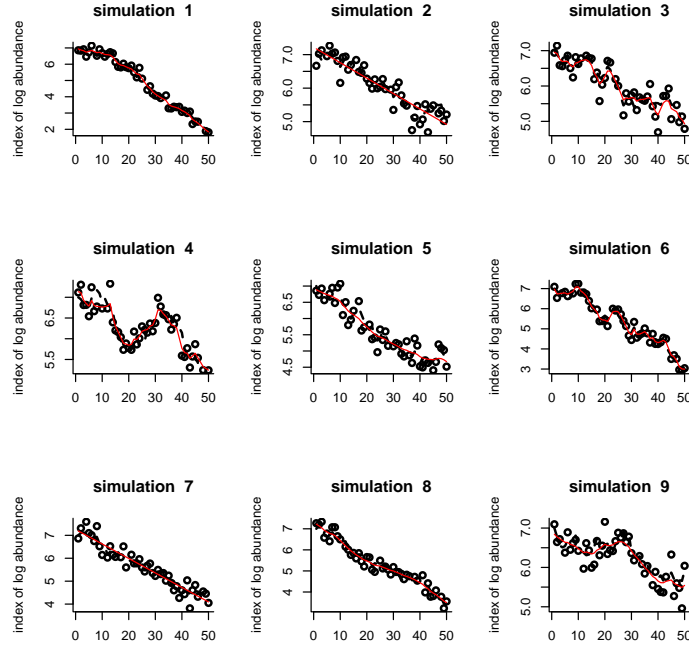 simulation 1
index of log abundance
6
4
2
0 10 20 30 40 50
simulation 2
index of log abundance
7.0
6.0
5.0
0 10 20 30 40 50
simulation 3
index of log abundance
7.0
6.0
5.0
0 10 20 30 40 50
simulation 4
index of log abundance
6.5
5.5
0 10 20 30 40 50
simulation 5
index of log abundance
6.5
5.5
4.5
0 10 20 30 40 50
simulation 6
index of log abundance
7
6
5
4
3
0 10 20 30 40 50
simulation 7
index of log abundance
7
6
5
4
0 10 20 30 40 50
simulation 8
index of log abundance
7
6
5
4
0 10 20 30 40 50
simulation 9
index of log abundance
7.0
6.0
5.0
0 10 20 30 40 50